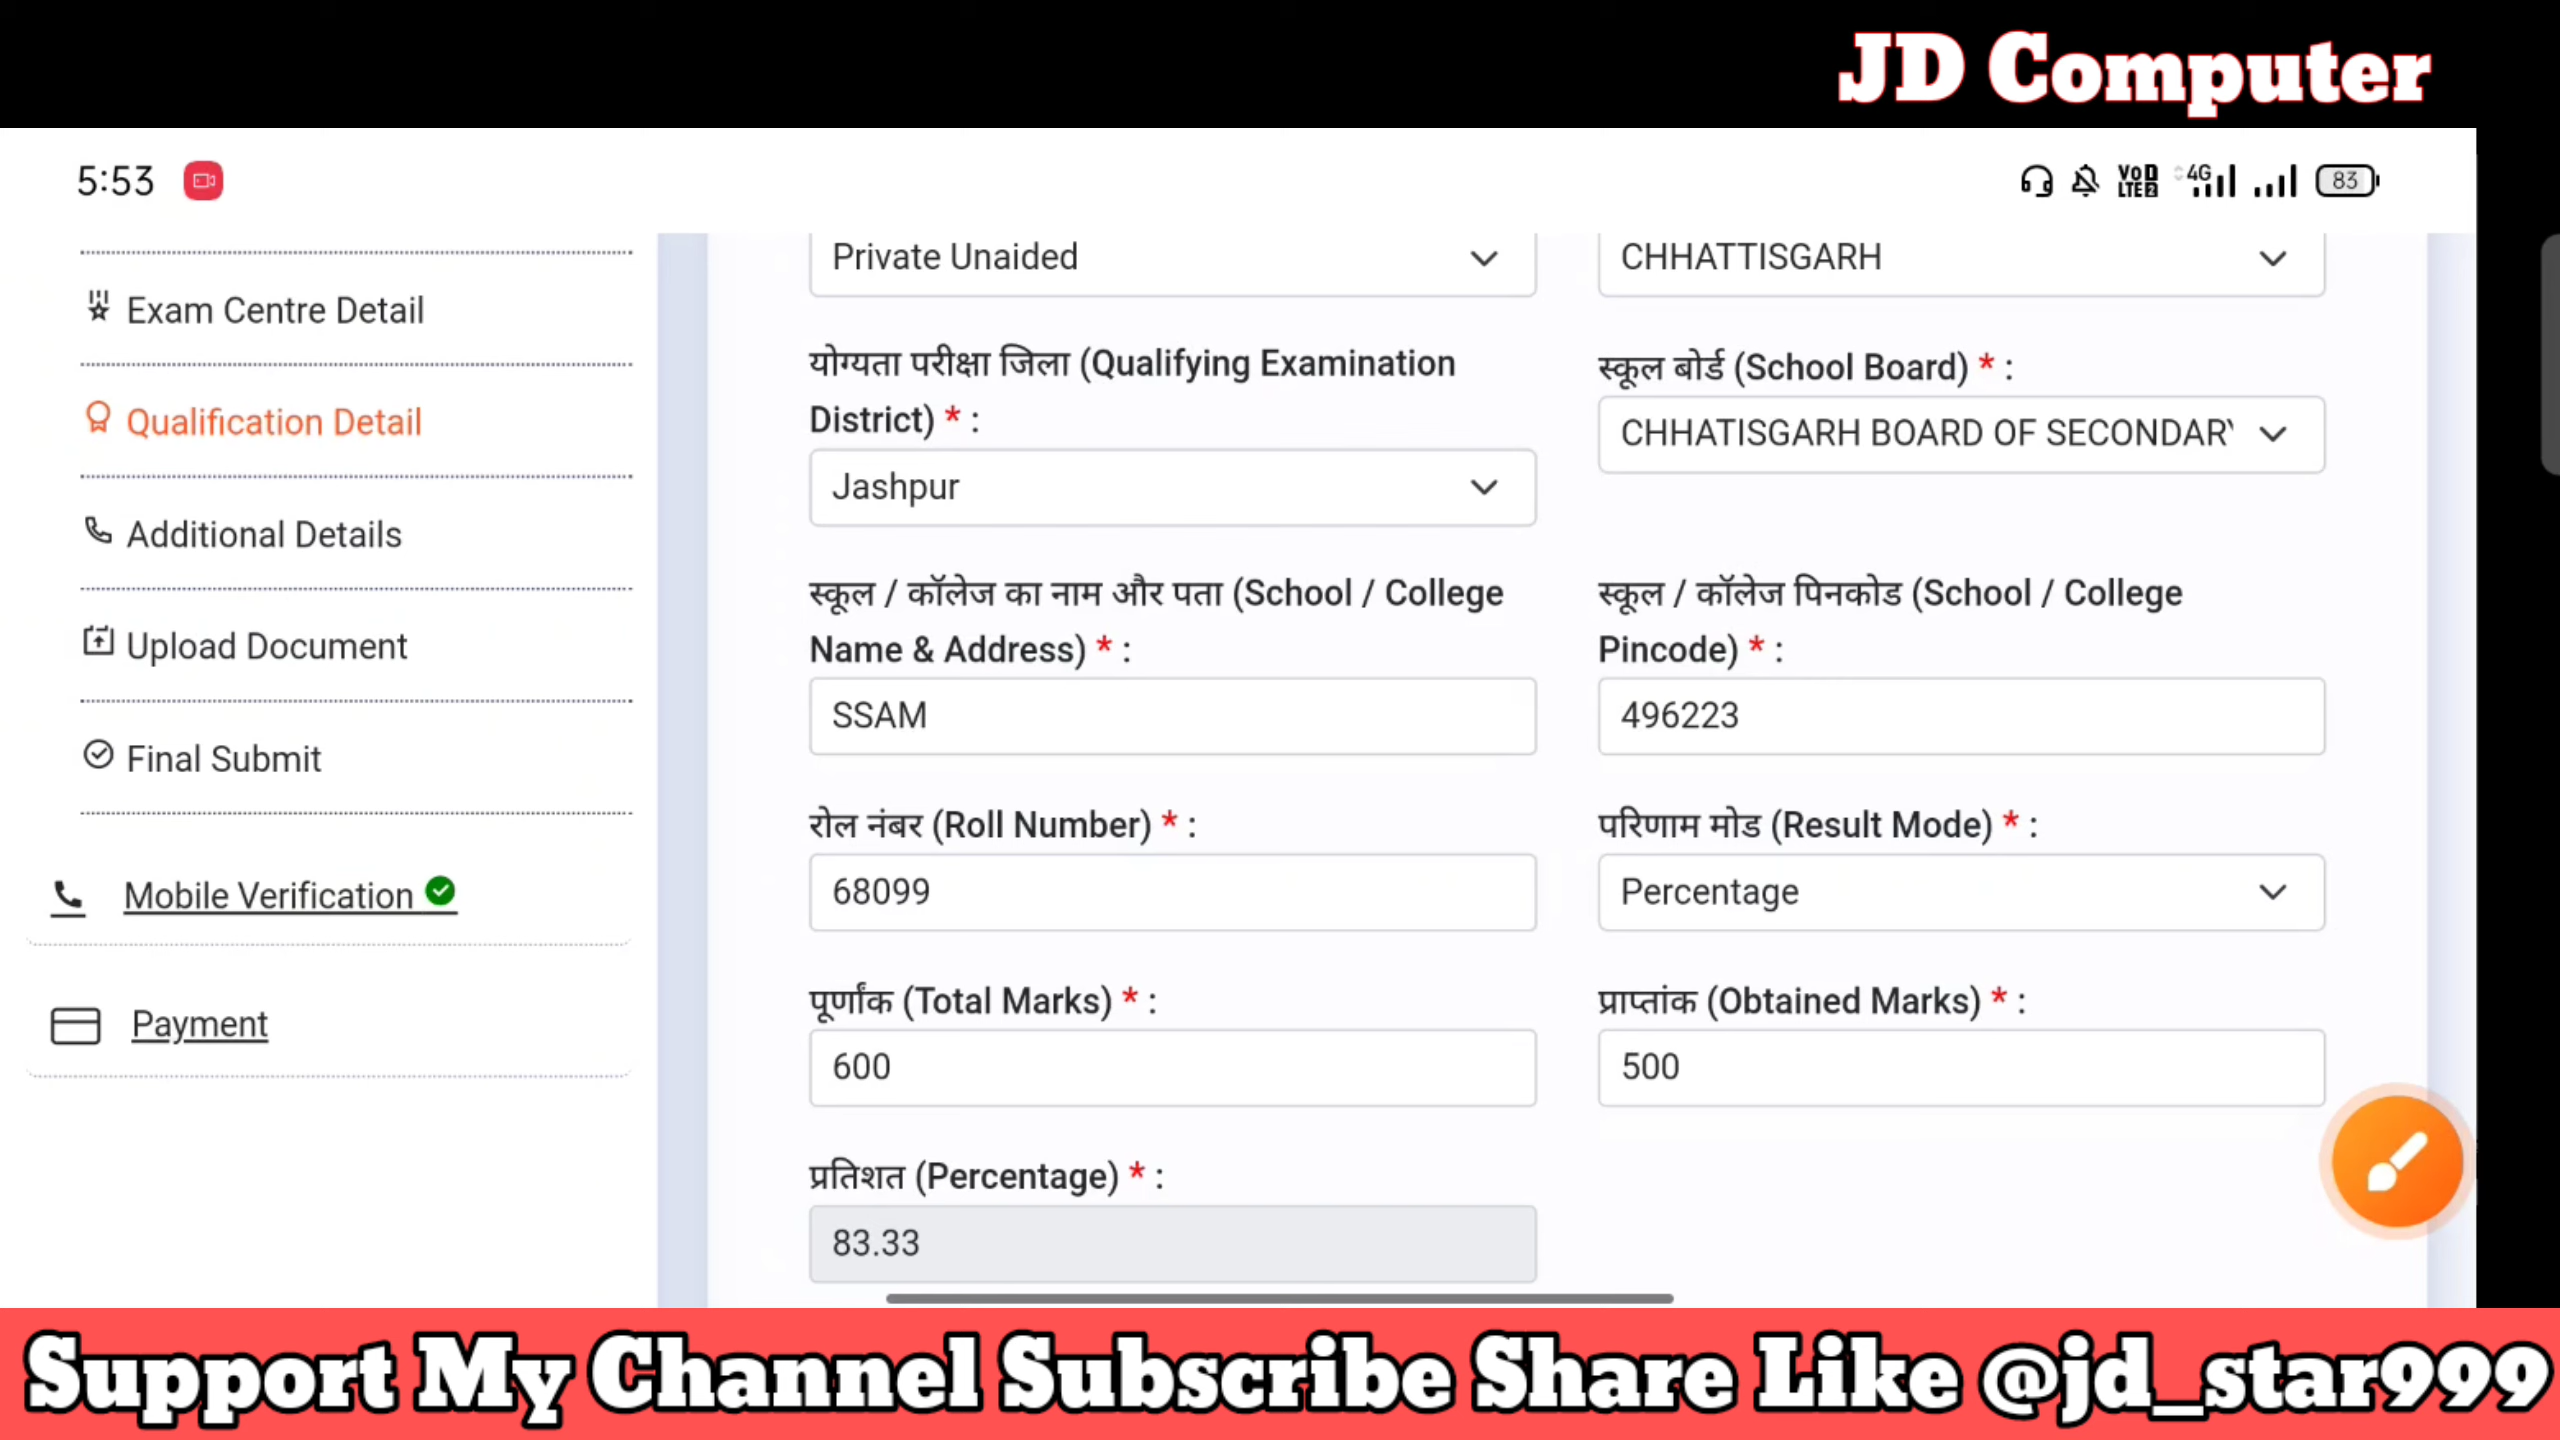 JD Computer
5:53
VoLTE 4G 83
Private Unaided
CHHATTISGARH
Exam Centre Detail
Qualification Detail
Additional Details
Upload Document
Final Submit
Mobile Verification
Payment
योग्यता परीक्षा जिला (Qualifying Examination
District) * :
Jashpur
स्कूल बोर्ड (School Board) * :
CHHATISGARH BOARD OF SECONDARY
स्कूल / कॉलेज का नाम और पता (School / College
Name & Address) * :
SSAM
स्कूल / कॉलेज पिनकोड (School / College
Pincode) * :
496223
रोल नंबर (Roll Number) * :
68099
परिणाम मोड (Result Mode) * :
Percentage
पूर्णांक (Total Marks) * :
600
प्राप्तांक (Obtained Marks) * :
500
प्रतिशत (Percentage) * :
83.33
Support My Channel Subscribe Share Like @jd_star999